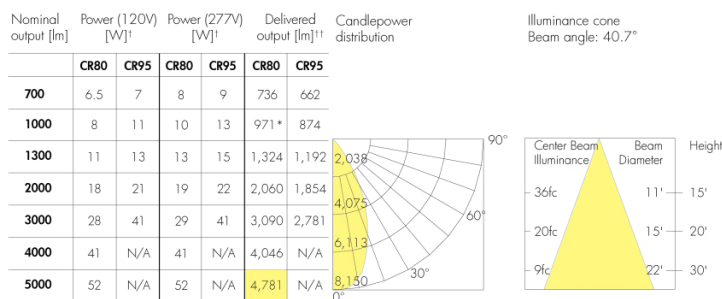 Nominal output [lm] Power (120V) [W]† Power (277V) [W]† Delivered output [lm]††
CR80 CR95 CR80 CR95 CR80 CR95
700 6.5 7 8 9 736 662
1000 8 11 10 13 971* 874
1300 11 13 13 15 1,324 1,192
2000 18 21 19 22 2,060 1,854
3000 28 41 29 41 3,090 2,781
4000 41 N/A 41 N/A 4,046 N/A
5000 52 N/A 52 N/A 4,781 N/A
Candlepower
distribution
90°
2,038
4,075
60°
6,113
30°
8,150
0°
Illuminance cone
Beam angle: 40.7°
Center Beam Illuminance Beam Diameter Height
36fc 11' 15'
20fc 15' 20'
9fc 22' 30'